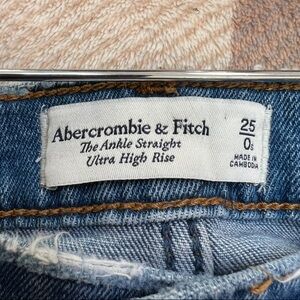 Abercrombie & Fitch
The Ankle Straight
Ultra High Rise
25
0s
MADE IN
CAMBODIA